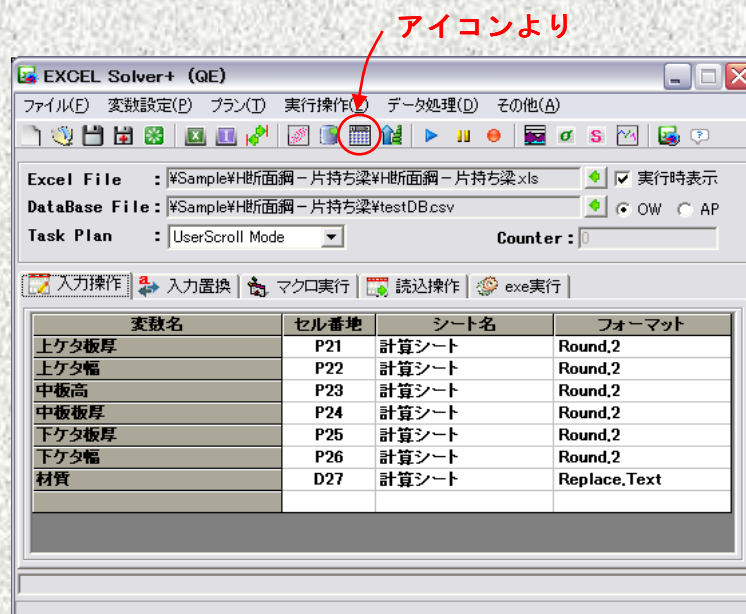 アイコンより
EXCEL Solver+ (QE)
ファイル(F) 変数設定(P) プラン(T) 実行操作 データ処理(D) その他(A)
Excel File : ¥Sample¥H断面鋼－片持ち梁¥H断面鋼－片持ち梁.xls 実行時表示
DataBase File : ¥Sample¥H断面鋼－片持ち梁¥testDB.csv OW AP
Task Plan : UserScroll Mode Counter : 0
入力操作 入力置換 マクロ実行 読込操作 exe実行
変数名 セル番地 シート名 フォーマット
上ケタ板厚 P21 計算シート Round,2
上ケタ幅 P22 計算シート Round,2
中板高 P23 計算シート Round,2
中板板厚 P24 計算シート Round,2
下ケタ板厚 P25 計算シート Round,2
下ケタ幅 P26 計算シート Round,2
材質 D27 計算シート Replace,Text